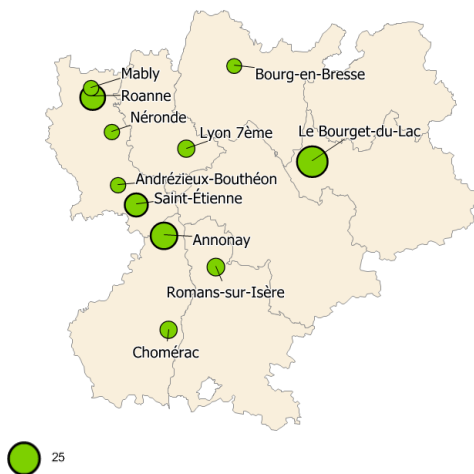 Mably
Bourg-en-Bresse
Roanne
Néronde
Lyon 7ème
Le Bourget-du-Lac
Andrézieux-Bouthéon
Saint-Étienne
Annonay
Romans-sur-Isère
Chomérac
25